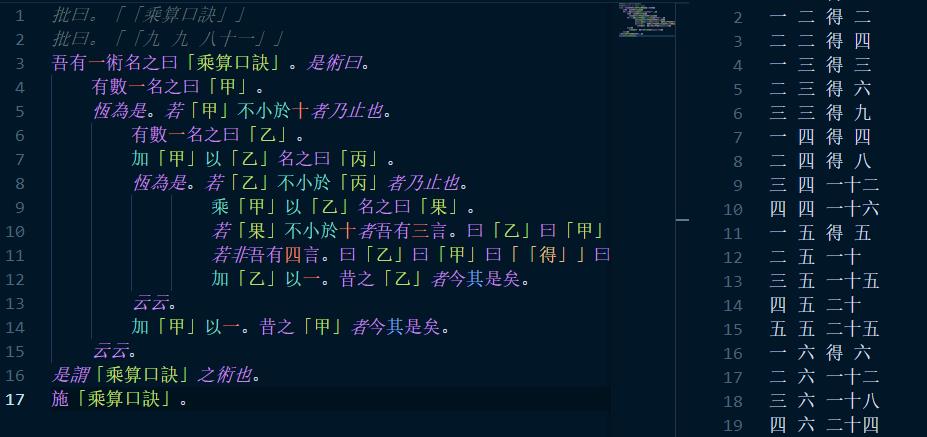 1 批曰。「「乘算口訣」」
2 批曰。「「九 九 八十一」」
3 吾有一術名之曰「乘算口訣」。是術曰。
4 有數一名之曰「甲」。
5 恆為是。若「甲」不小於十者乃止也。
6 有數一名之曰「乙」。
7 加「甲」以「乙」名之曰「丙」。
8 恆為是。若「乙」不小於「丙」者乃止也。
9 乘「甲」以「乙」名之曰「果」。
10 若「果」不小於十者吾有三言。曰「乙」曰「甲」
11 若非吾有四言。曰「乙」曰「甲」曰「「得」」曰
12 加「乙」以一。昔之「乙」者今其是矣。
13 云云。
14 加「甲」以一。昔之「甲」者今其是矣。
15 云云。
16 是謂「乘算口訣」之術也。
17 施「乘算口訣」。
2 一 二 得 二
3 二 二 得 四
4 一 三 得 三
5 二 三 得 六
6 三 三 得 九
7 一 四 得 四
8 二 四 得 八
9 三 四 一十二
10 四 四 一十六
11 一 五 得 五
12 二 五 一十
13 三 五 一十五
14 四 五 二十
15 五 五 二十五
16 一 六 得 六
17 二 六 一十二
18 三 六 一十八
19 四 六 二十四